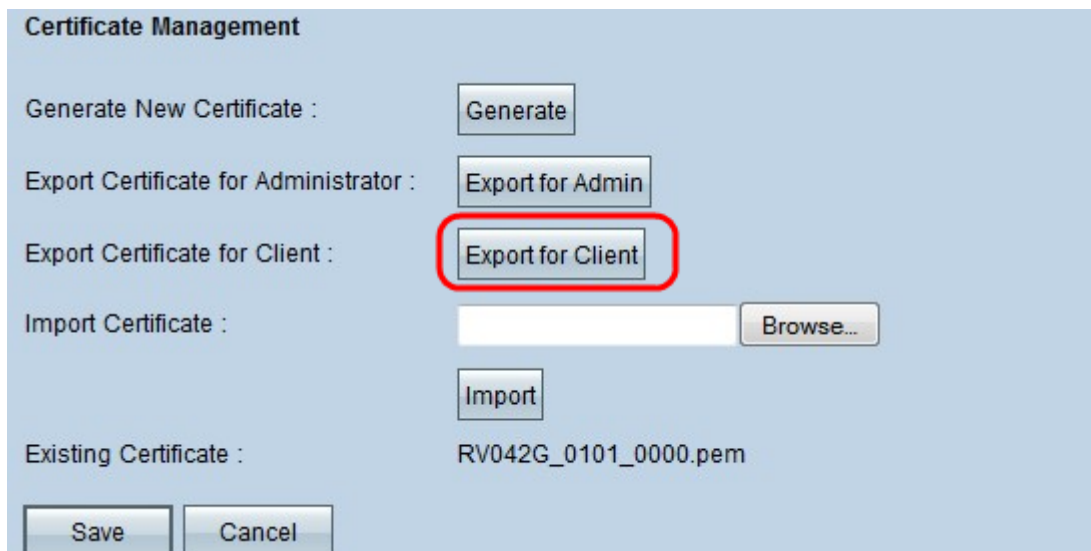 Certificate Management
Generate New Certificate : Generate
Export Certificate for Administrator : Export for Admin
Export Certificate for Client : Export for Client
Import Certificate : Browse...
Import
Existing Certificate : RV042G_0101_0000.pem
Save Cancel